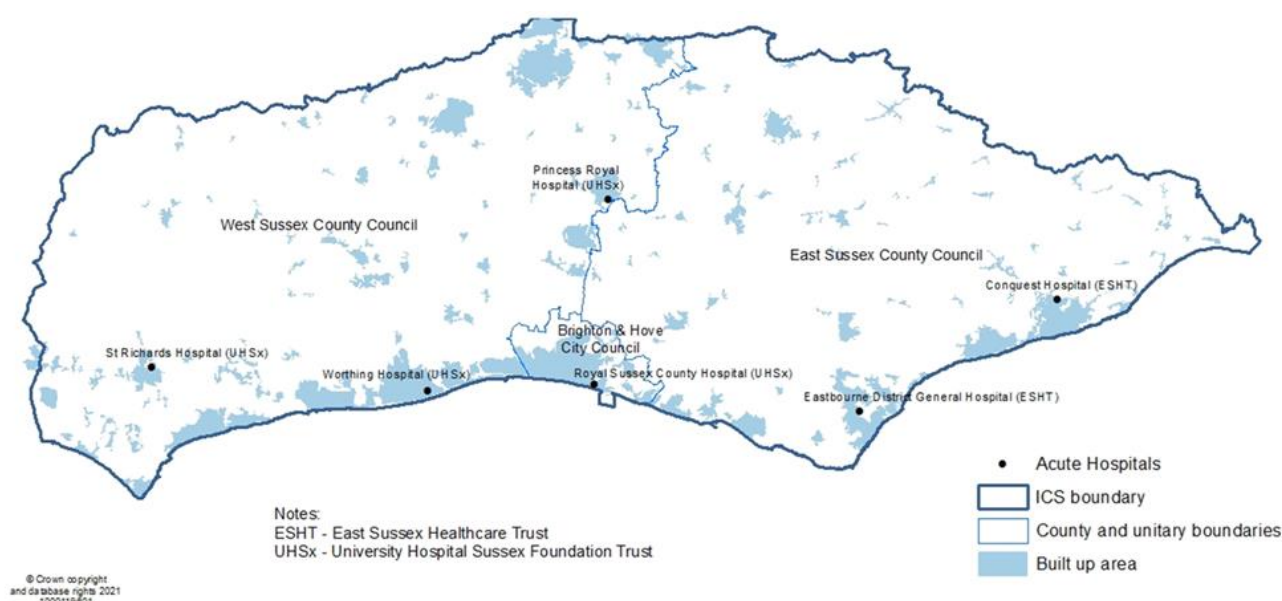 Princess Royal
Hospital (UHSx)
West Sussex County Council
East Sussex County Council
Conquest Hospital (ESHT)
Brighton & Hove
City Council
St Richards Hospital (UHSx)
Worthing Hospital (UHSx)
Royal Sussex County Hospital (UHSx)
Eastbourne District General Hospital (ESHT)
Acute Hospitals
ICS boundary
County and unitary boundaries
Built up area
Notes:
ESHT - East Sussex Healthcare Trust
UHSx - University Hospital Sussex Foundation Trust
© Crown copyright
and database rights 2021